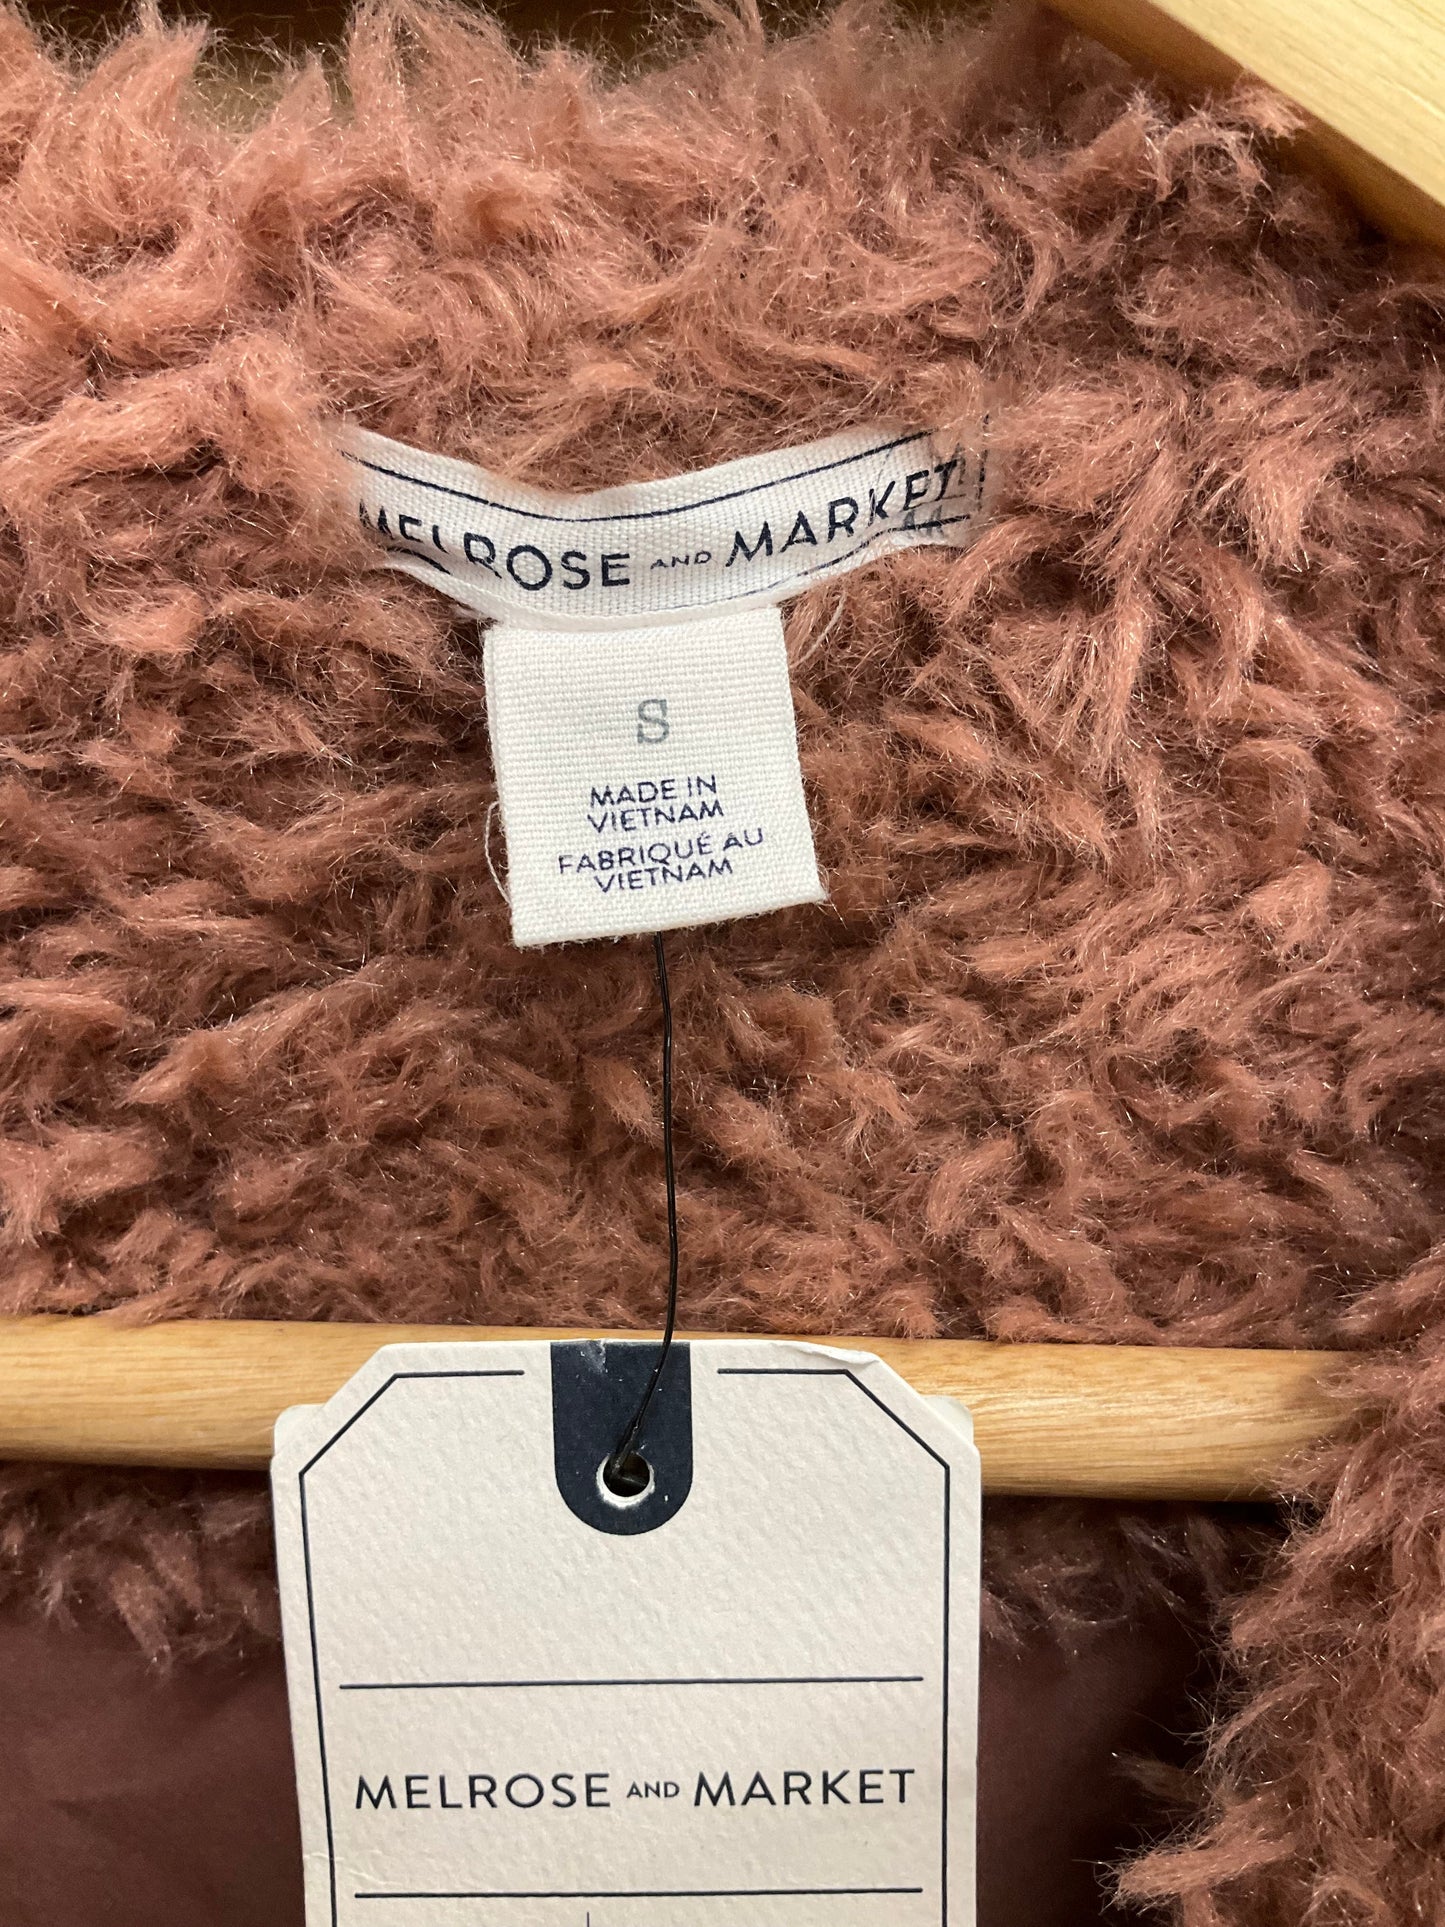 MELROSE AND MARKET
S
MADE IN
VIETNAM
FABRIQUÉ AU
VIETNAM
MELROSE AND MARKET